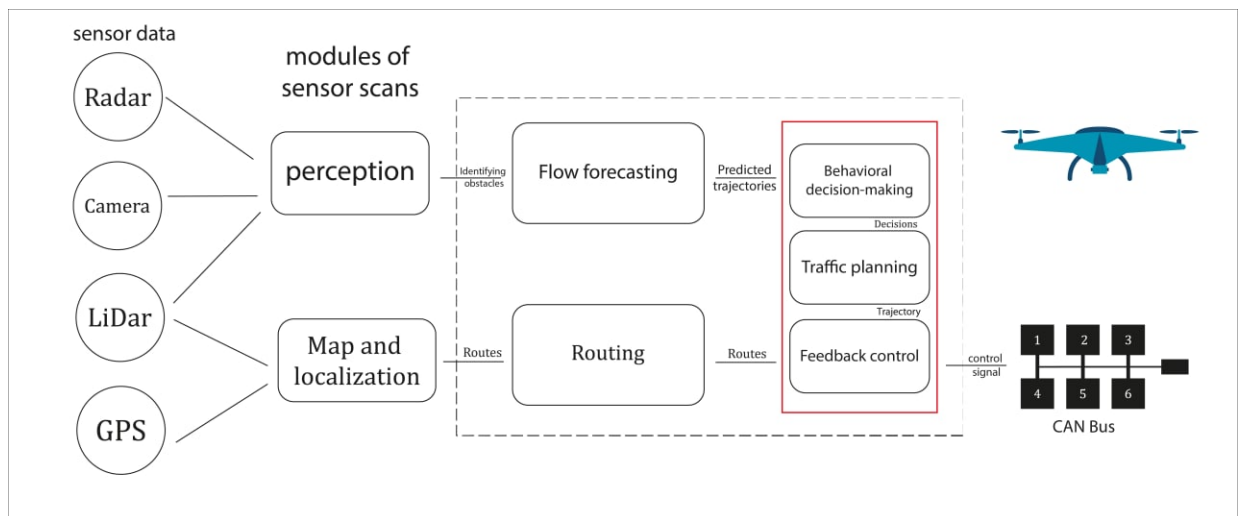 sensor data
Radar
Camera
LiDar
GPS
modules of
sensor scans
perception
Map and
localization
Identifying
obstacles
Routes
Flow forecasting
Routing
Predicted
trajectories
Routes
Behavioral
decision-making
Decisions
Traffic planning
Trajectory
Feedback control
control
signal
1 2 3
4 5 6
CAN Bus